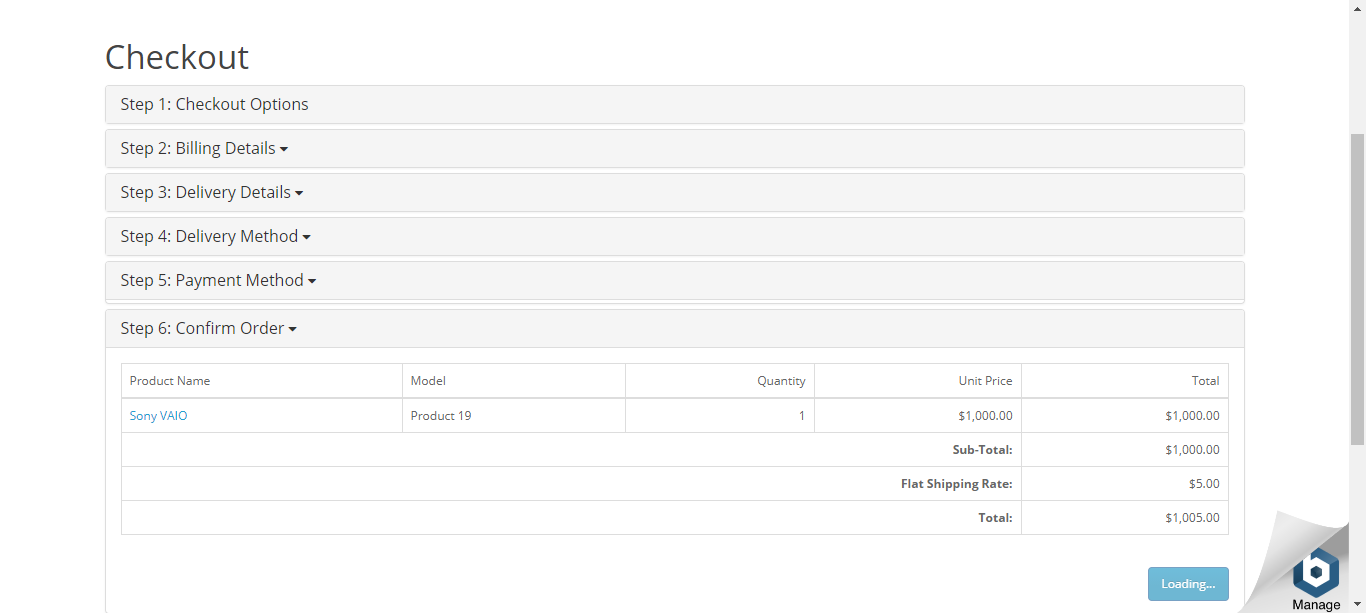 Checkout
Step 1: Checkout Options
Step 2: Billing Details
Step 3: Delivery Details
Step 4: Delivery Method
Step 5: Payment Method
Step 6: Confirm Order
Product Name Model Quantity Unit Price Total
Sony VAIO Product 19 1 $1,000.00 $1,000.00
Sub-Total: $1,000.00
Flat Shipping Rate: $5.00
Total: $1,005.00
Loading...
Manage